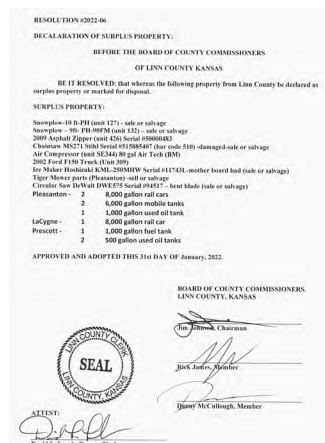 RESOLUTION #2022-06
DECALARATION OF SURPLUS PROPERTY:
BEFORE THE BOARD OF COUNTY COMMISSIONERS
OF LINN COUNTY KANSAS
BE IT RESOLVED: that whereas the following property from Linn County be declared as
surplus property or marked for disposal.
SURPLUS PROPERTY:
Snowplow-10 ft-PH (unit 127) - sale or salvage
Snowplow – 9ft- PH-90FM (unit 132) – sale or salvage
2009 Asphalt Zipper (unit 426) Serial #50000483
Chainsaw MS271 Stihl Serial #515885407 (bar code 510) -damaged-sale or salvage
Air Compressor (unit SE344) 80 gal Air Tech (BM)
2002 Ford F150 Truck (Unit 309)
Ice Maker Hoshizaki KML-250MHW Serial #11743L-mother board bad (sale or salvage)
Tiger Mower parts (Pleasanton) -sell or salvage
Circular Saw DeWalt DWE575 Serial #94517 – bent blade (sale or salvage)
Pleasanton - 2 8,000 gallon rail cars
2 6,000 gallon mobile tanks
1 1,000 gallon used oil tank
LaCygne - 1 8,000 gallon rail car
Prescott - 1 1,000 gallon fuel tank
2 500 gallon used oil tanks
APPROVED AND ADOPTED THIS 31st DAY OF January, 2022.
BOARD OF COUNTY COMMISSIONERS
LINN COUNTY, KANSAS
Jim Johnson, Chairman
Rick James, Member
Danny McCullough, Member
LINN COUNTY CLERK
SEAL
LINN COUNTY, KANSAS
ATTEST: